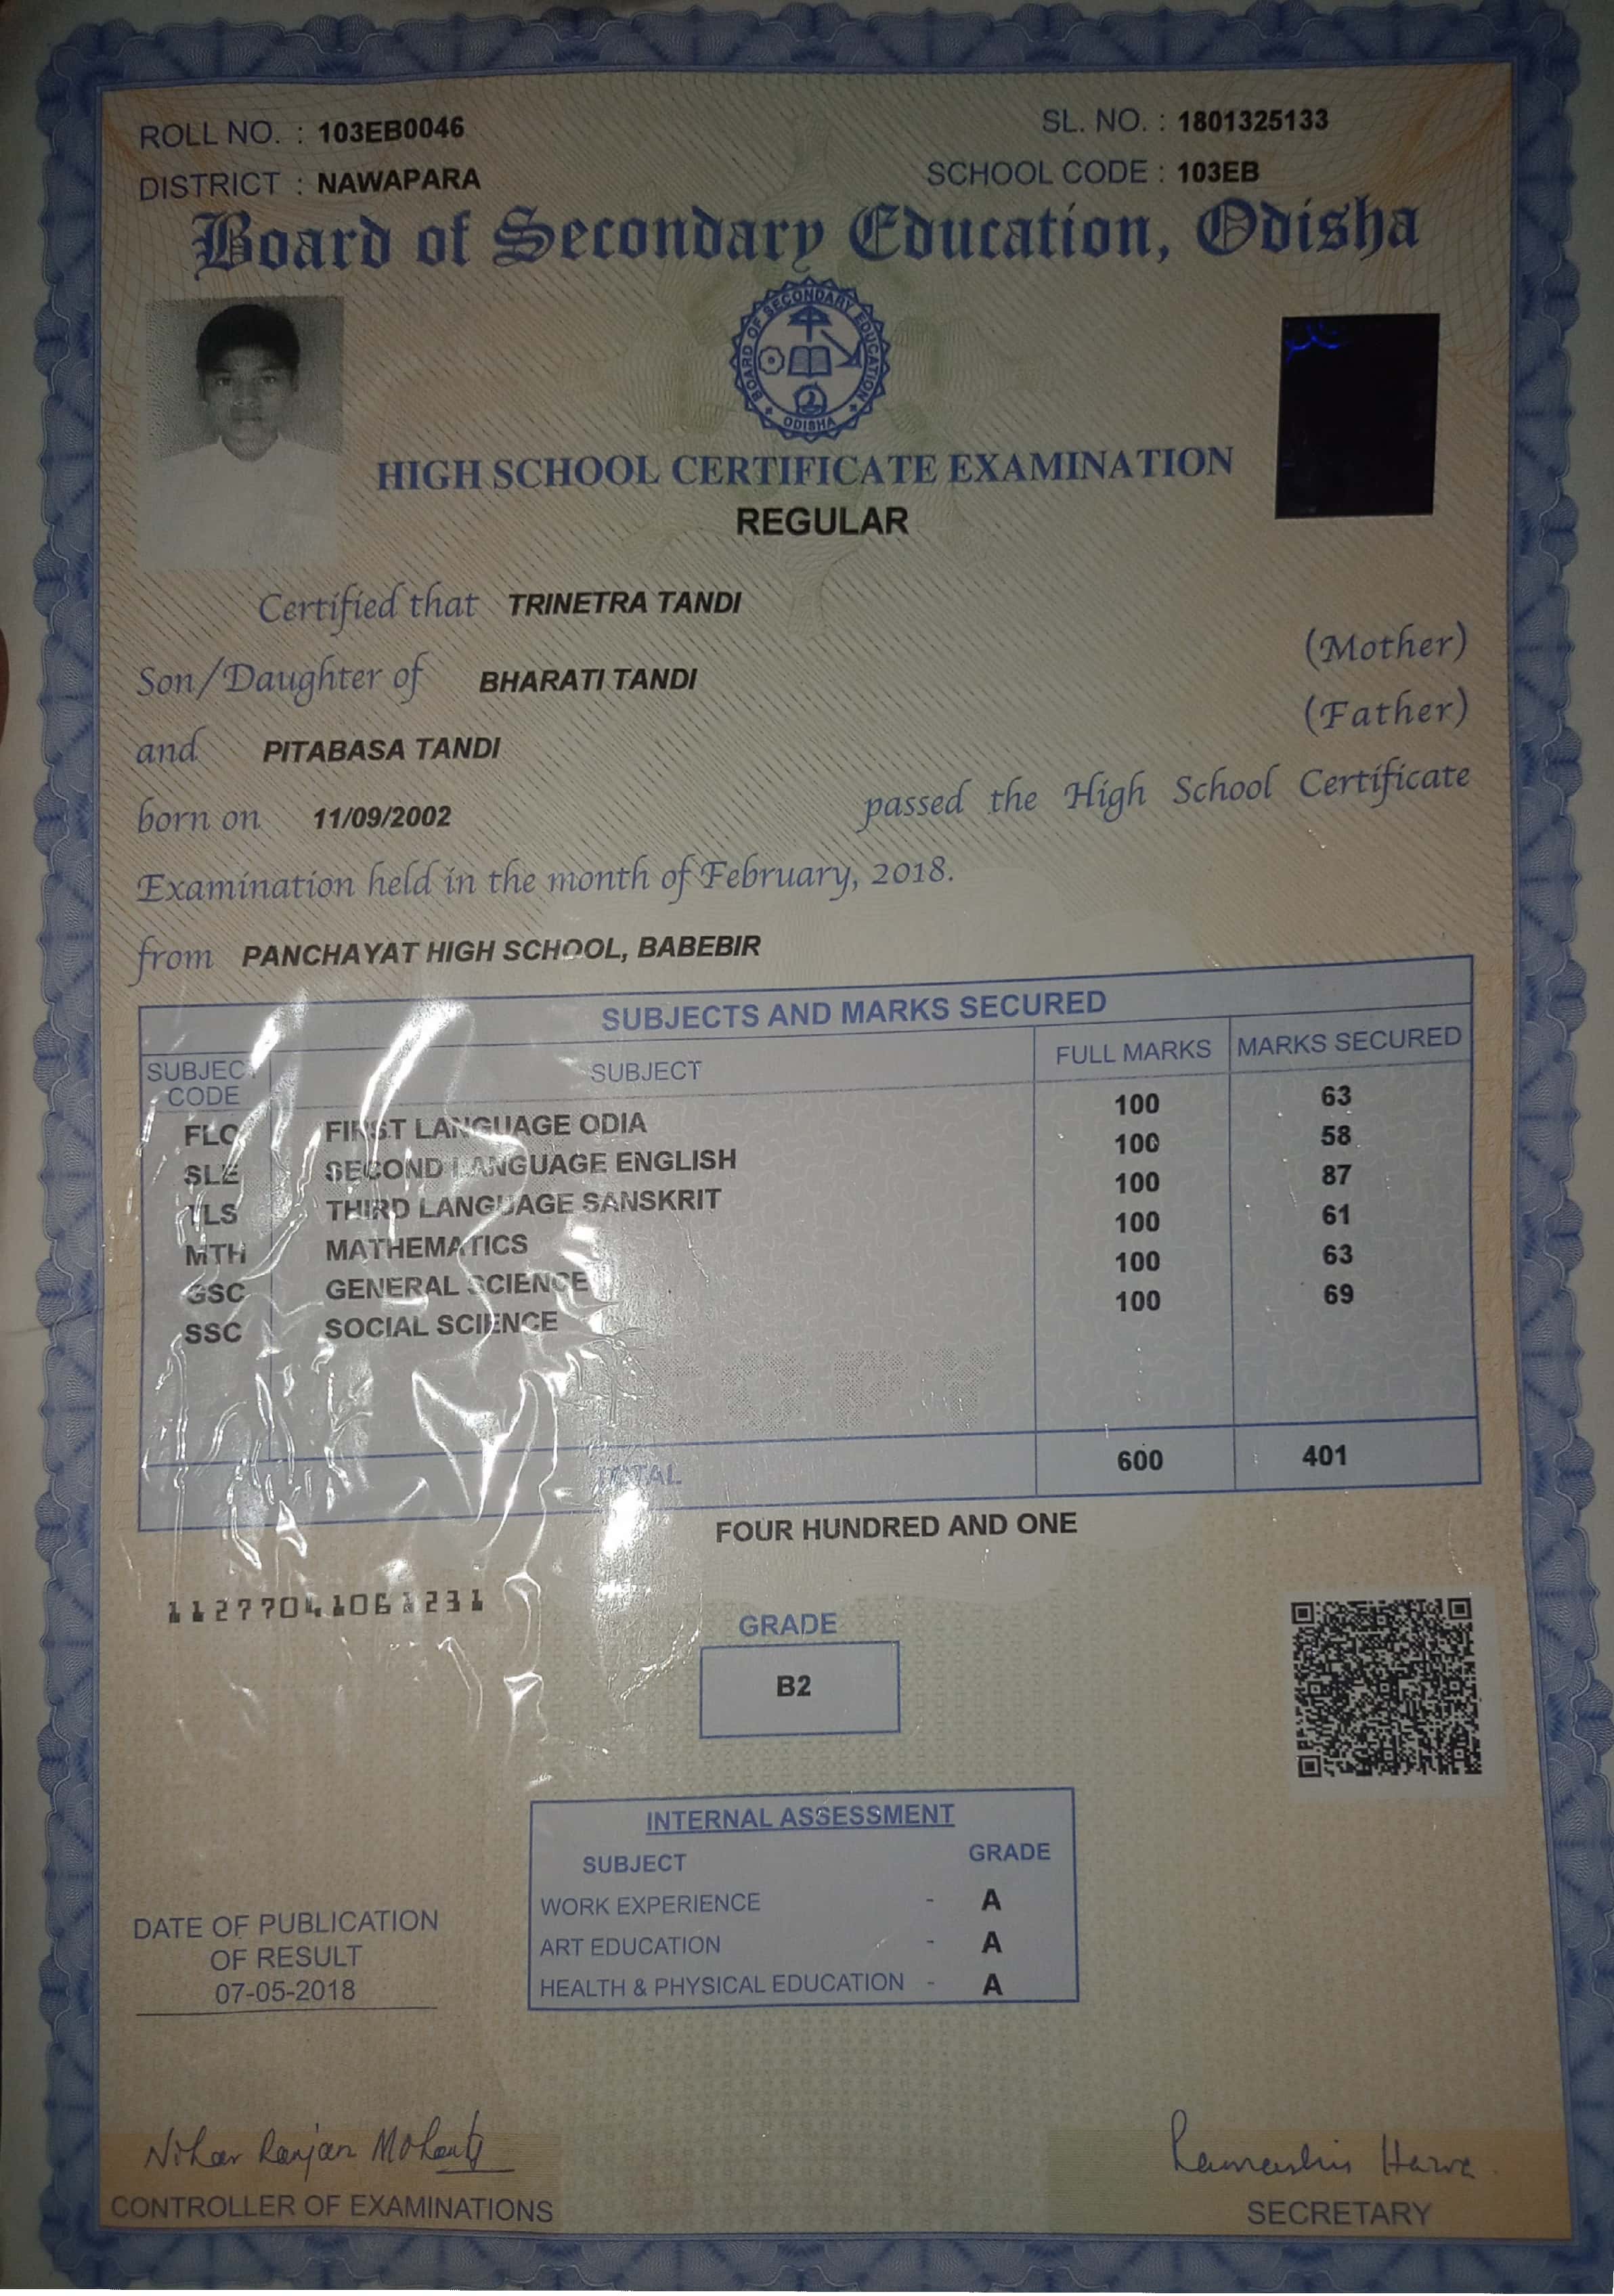 ROLL NO. : 103EB0046
SL. NO. : 1801325133
DISTRICT : NAWAPARA
SCHOOL CODE : 103EB
Board of Secondary Education, Odisha
BOARD OF SECONDARY EDUCATION
ODISHA
HIGH SCHOOL CERTIFICATE EXAMINATION
REGULAR
Certified that TRINETRA TANDI
Son/Daughter of BHARATI TANDI (Mother)
and PITABASA TANDI (Father)
born on 11/09/2002 passed the High School Certificate
Examination held in the month of February, 2018.
from PANCHAYAT HIGH SCHOOL, BABEBIR
SUBJECTS AND MARKS SECURED
SUBJECT CODE SUBJECT FULL MARKS MARKS SECURED
FLO FIRST LANGUAGE ODIA 100 63
SLE SECOND LANGUAGE ENGLISH 100 58
TLS THIRD LANGUAGE SANSKRIT 100 87
MTH MATHEMATICS 100 61
GSC GENERAL SCIENCE 100 63
SSC SOCIAL SCIENCE 100 69
TOTAL 600 401
FOUR HUNDRED AND ONE
11277041061231
GRADE
B2
INTERNAL ASSESSMENT
SUBJECT GRADE
WORK EXPERIENCE - A
ART EDUCATION - A
HEALTH & PHYSICAL EDUCATION - A
DATE OF PUBLICATION
OF RESULT
07-05-2018
Nihar Ranjan Mohanty
CONTROLLER OF EXAMINATIONS
SECRETARY